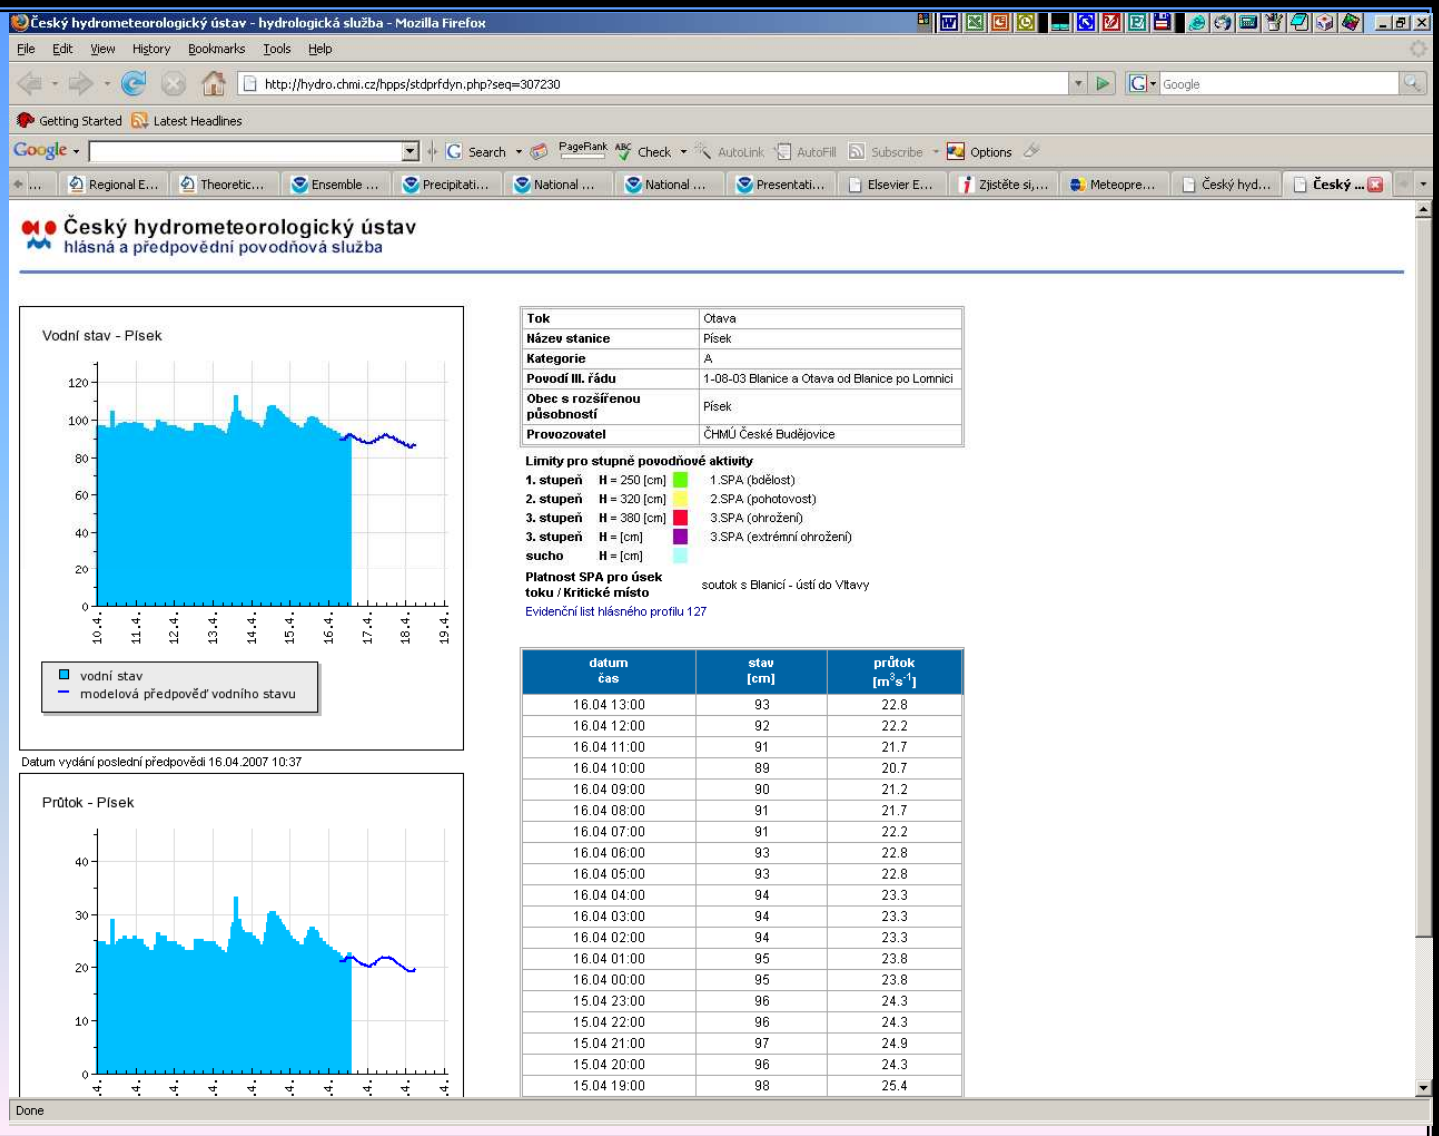 Český hydrometeorologický ústav - hydrologická služba - Mozilla Firefox
File Edit View History Bookmarks Tools Help
http://hydro.chmi.cz/hpps/stdprfdyn.php?seq=307230
Google
Getting Started Latest Headlines
Google Search PageRank ABC Check AutoLink AutoFill Subscribe Options
... Regional E... Theoretic... Ensemble ... Precipitati... National ... National ... Presentati... Elsevier E... Zjistěte si,... Meteopre... Český hyd... Český ...
Český hydrometeorologický ústav
hlásná a předpovědní povodňová služba
Vodní stav - Písek
120
100
80
60
40
20
0
10.4. 11.4. 12.4. 13.4. 14.4. 15.4. 16.4. 17.4. 18.4. 19.4.
vodní stav
modelová předpověď vodního stavu
Datum vydání poslední předpovědi 16.04.2007 10:37
Průtok - Písek
40
30
20
10
0
4. 4. 4. 4. 4. 4. 4. 4. 4. 4.
Tok Otava
Název stanice Písek
Kategorie A
Povodí III. řádu 1-08-03 Blanice a Otava od Blanice po Lomnici
Obec s rozšířenou
působností Písek
Provozovatel ČHMÚ České Budějovice
Limity pro stupně povodňové aktivity
1. stupeň H = 250 [cm] 1.SPA (bdělost)
2. stupeň H = 320 [cm] 2.SPA (pohotovost)
3. stupeň H = 380 [cm] 3.SPA (ohrožení)
3. stupeň H = [cm] 3.SPA (extrémní ohrožení)
sucho H = [cm]
Platnost SPA pro úsek
toku / Kritické místo soutok s Blanicí - ústí do Vltavy
Evidenční list hlásného profilu 127
datum stav průtok
čas [cm] [m³s⁻¹]
16.04 13:00 93 22.8
16.04 12:00 92 22.2
16.04 11:00 91 21.7
16.04 10:00 89 20.7
16.04 09:00 90 21.2
16.04 08:00 91 21.7
16.04 07:00 91 22.2
16.04 06:00 93 22.8
16.04 05:00 93 22.8
16.04 04:00 94 23.3
16.04 03:00 94 23.3
16.04 02:00 94 23.3
16.04 01:00 95 23.8
16.04 00:00 95 23.8
15.04 23:00 96 24.3
15.04 22:00 96 24.3
15.04 21:00 97 24.9
15.04 20:00 96 24.3
15.04 19:00 98 25.4
Done